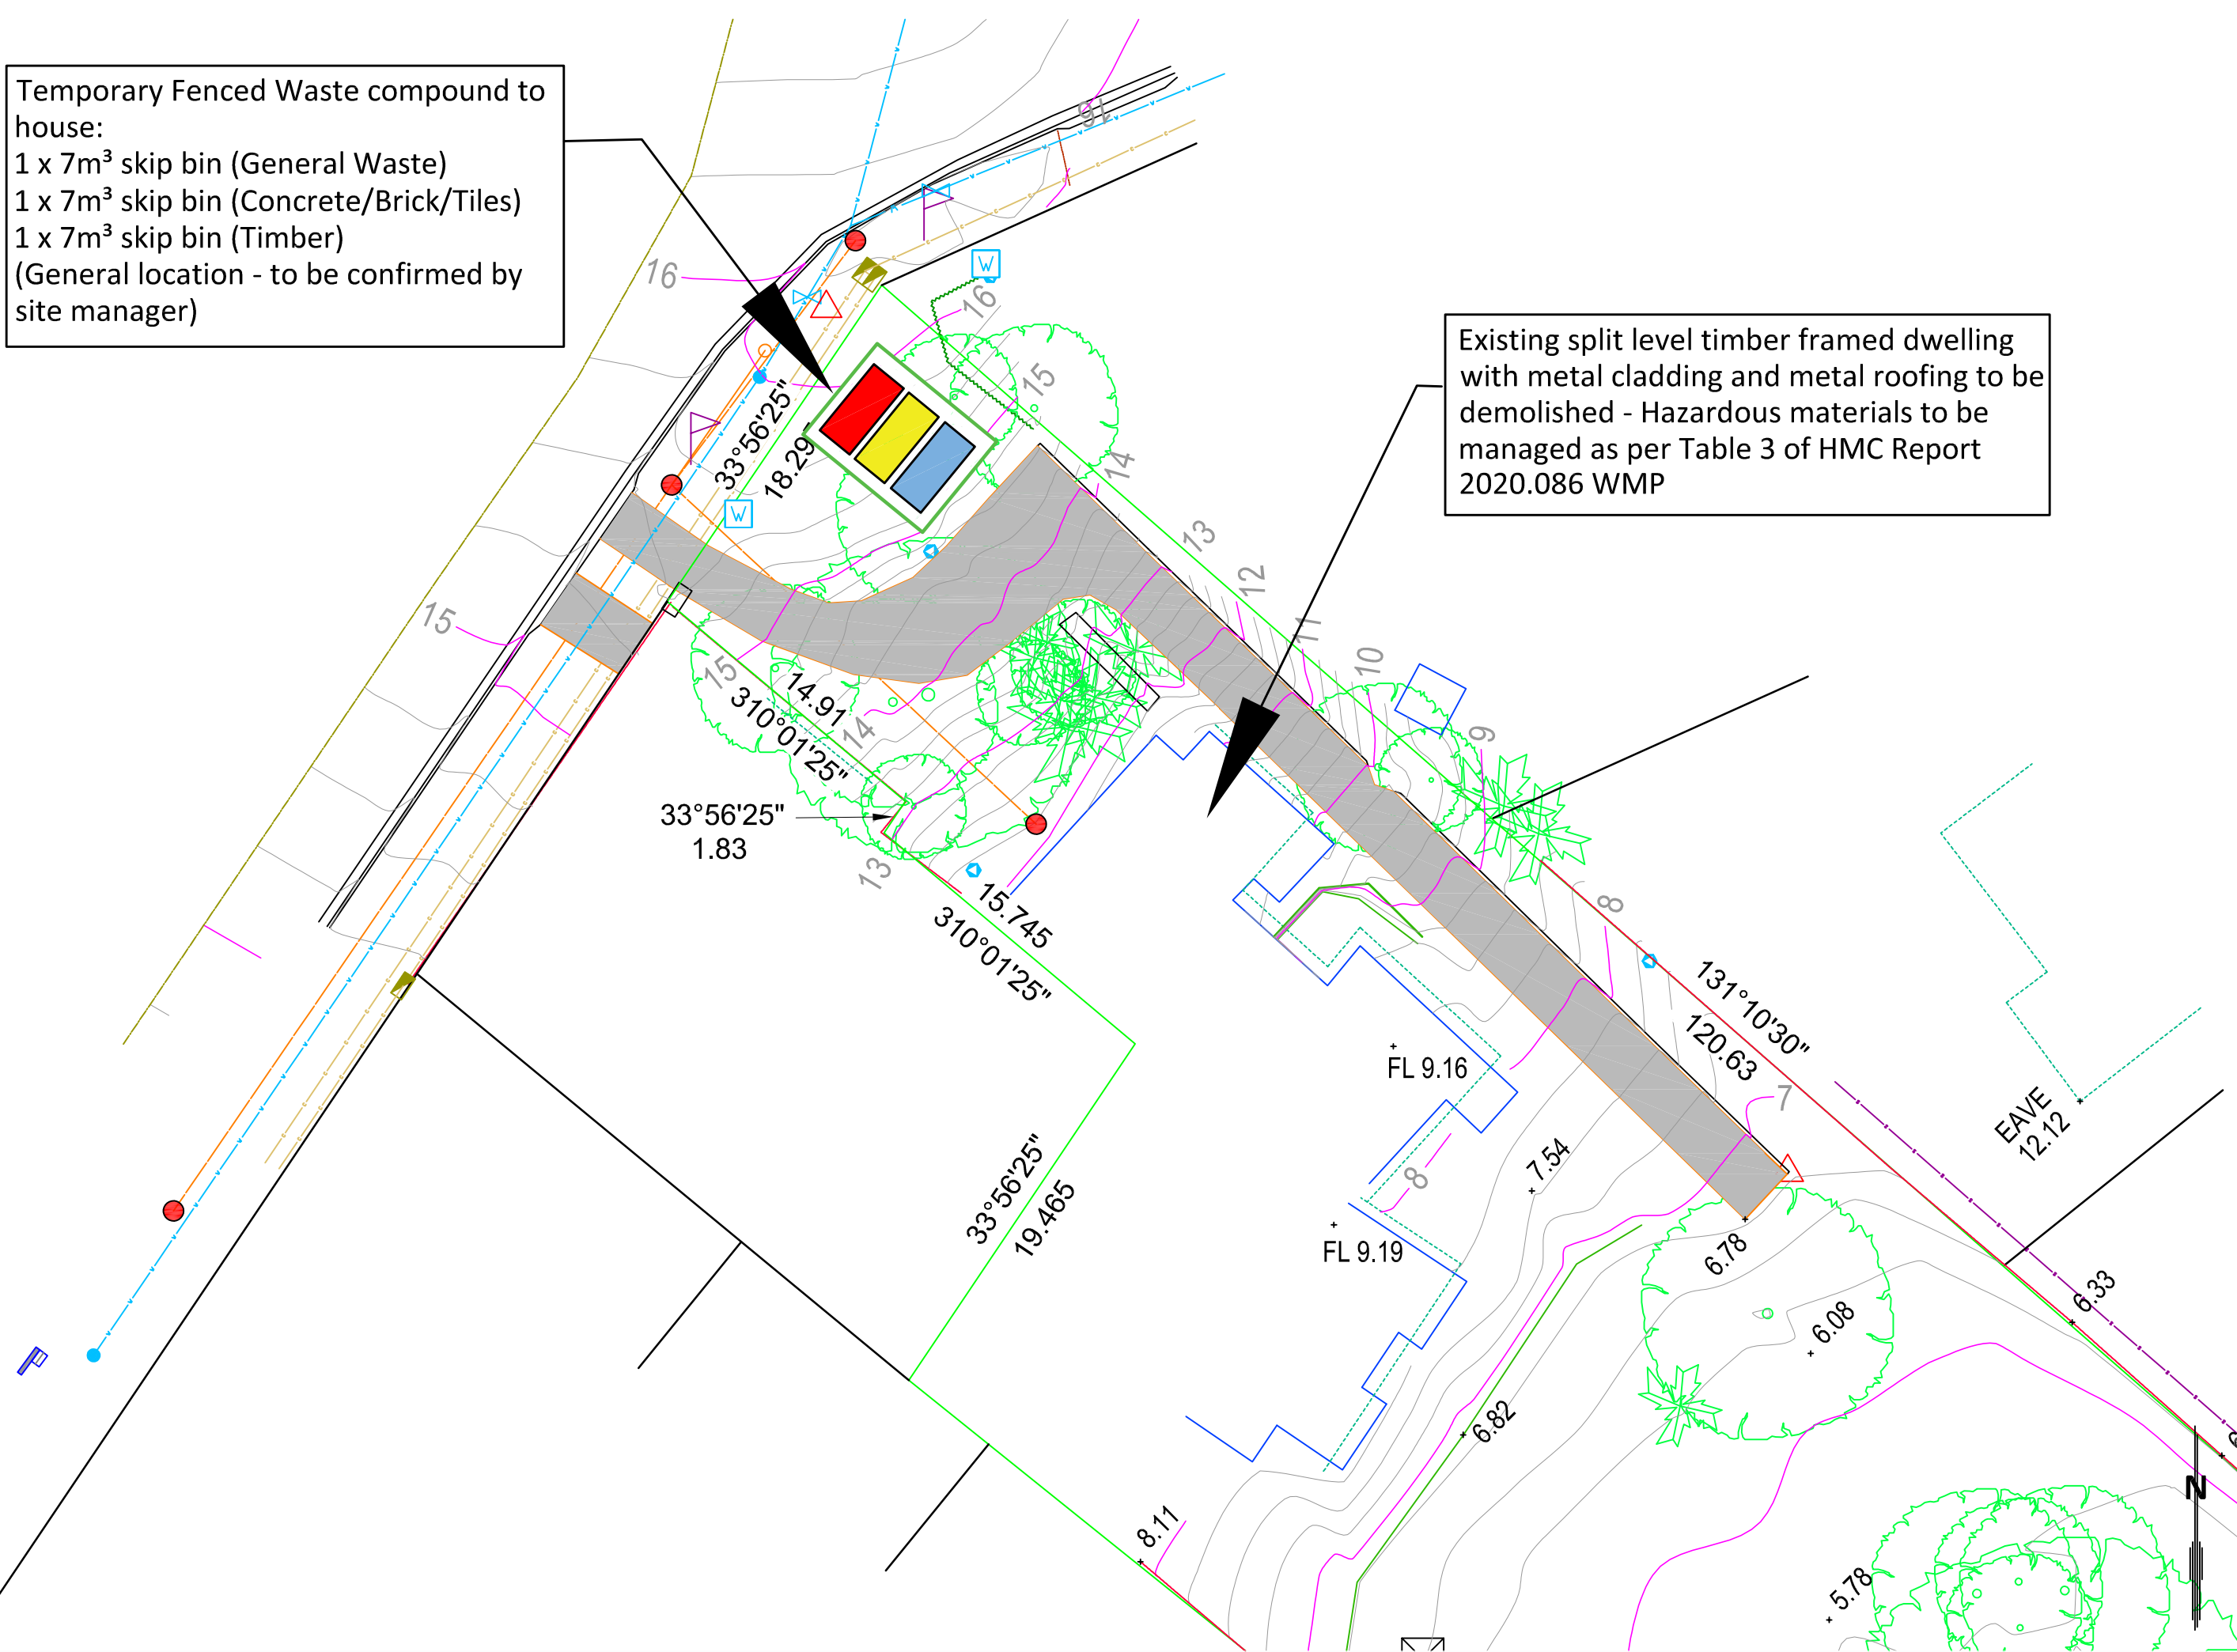 Temporary Fenced Waste compound to
house:
1 x 7m³ skip bin (General Waste)
1 x 7m³ skip bin (Concrete/Brick/Tiles)
1 x 7m³ skip bin (Timber)
(General location - to be confirmed by
site manager)
Existing split level timber framed dwelling
with metal cladding and metal roofing to be
demolished - Hazardous materials to be
managed as per Table 3 of HMC Report
2020.086 WMP
16
16
W
16
15
33°56'25"
18.295
W
14
13
12
11
10
9
8
7
15
15
14.91
310°01'25"
14
33°56'25"
1.83
13
15.745
310°01'25"
131°10'30"
120.63
FL 9.16
EAVE
12.12
33°56'25"
19.465
8
7.54
FL 9.19
6.78
6.08
6.33
6.82
8.11
5.78
N